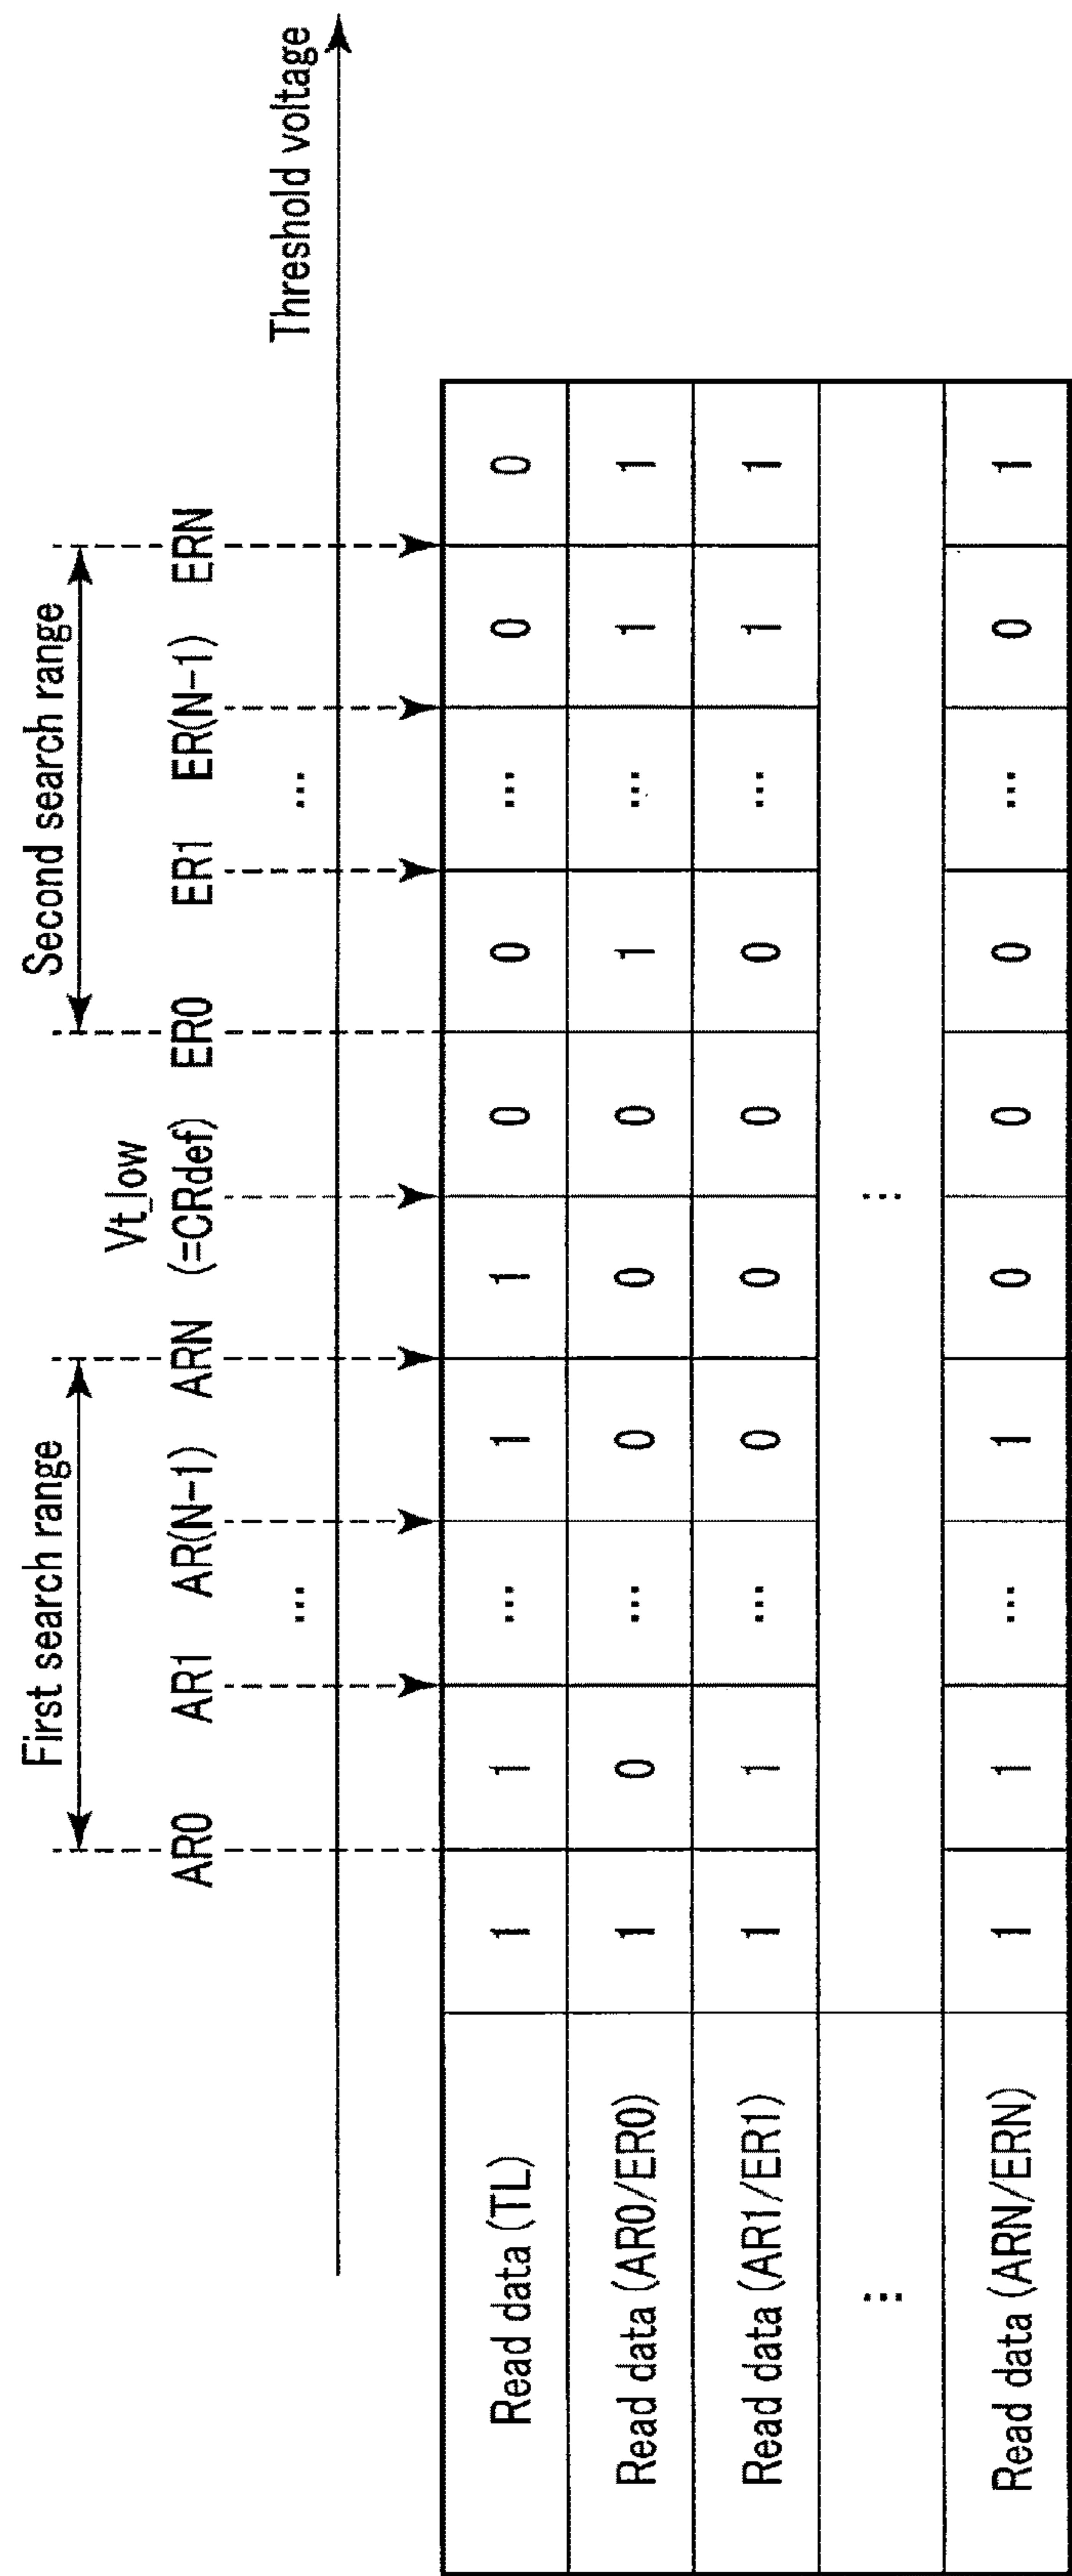 First search range Second search range
Vt_low
AR0 AR1 AR(N-1) ARN (=CRdef) ER0 ER1 ER(N-1) ERN
... ...
Threshold voltage
Read data (TL) 1 1 ... 1 1 0 0 ... 0 0
Read data (AR0/ER0) 1 0 ... 0 0 0 1 ... 1 1
Read data (AR1/ER1) 1 1 ... 0 0 0 0 ... 1 1
... ...
Read data (ARN/ERN) 1 1 ... 1 0 0 0 ... 0 1